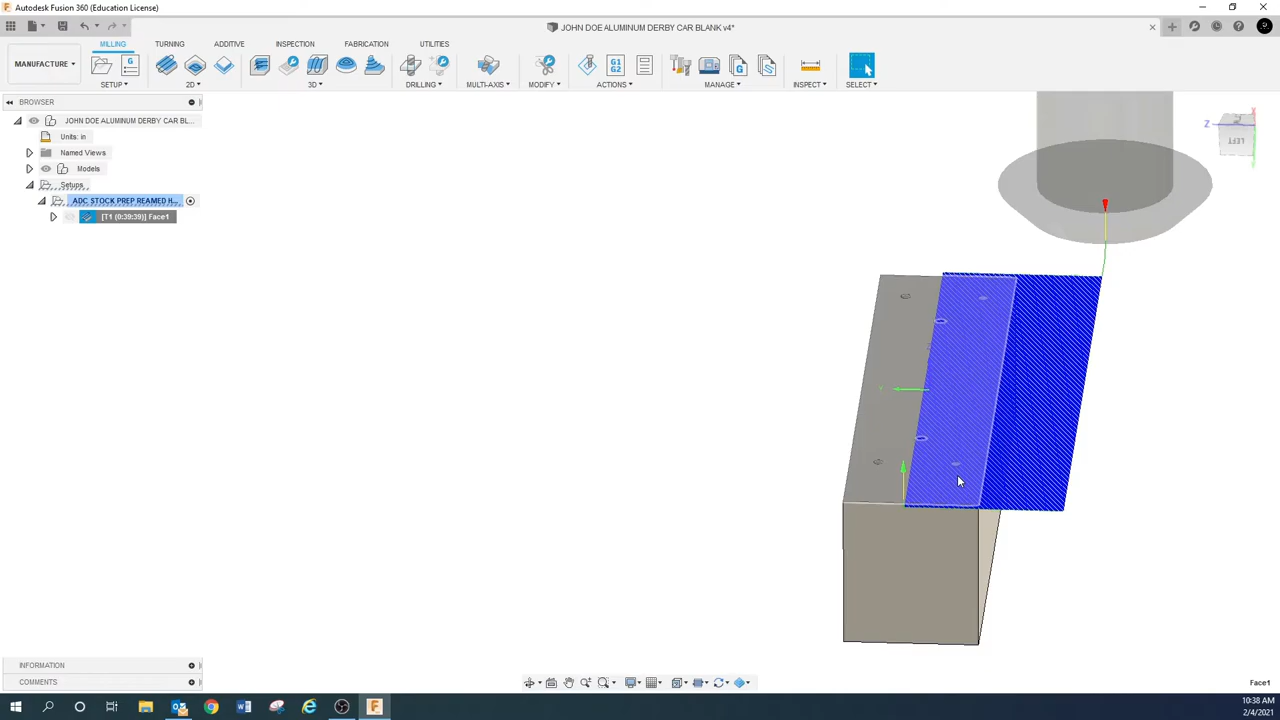 Autodesk Fusion 360 (Education License)
JOHN DOE ALUMINUM DERBY CAR BLANK v4*
MILLING TURNING ADDITIVE INSPECTION FABRICATION UTILITIES
MANUFACTURE
G G1 G2 G
SETUP 2D 3D DRILLING MULTI-AXIS MODIFY ACTIONS MANAGE INSPECT SELECT
BROWSER
JOHN DOE ALUMINUM DERBY CAR BL...
Units: in
Named Views
Models
Setups
ADC STOCK PREP REAMED H...
[T1 (0:39:39)] Face1
Z
LEFT
Y
INFORMATION
COMMENTS
Face1
10:38 AM
2/4/2021